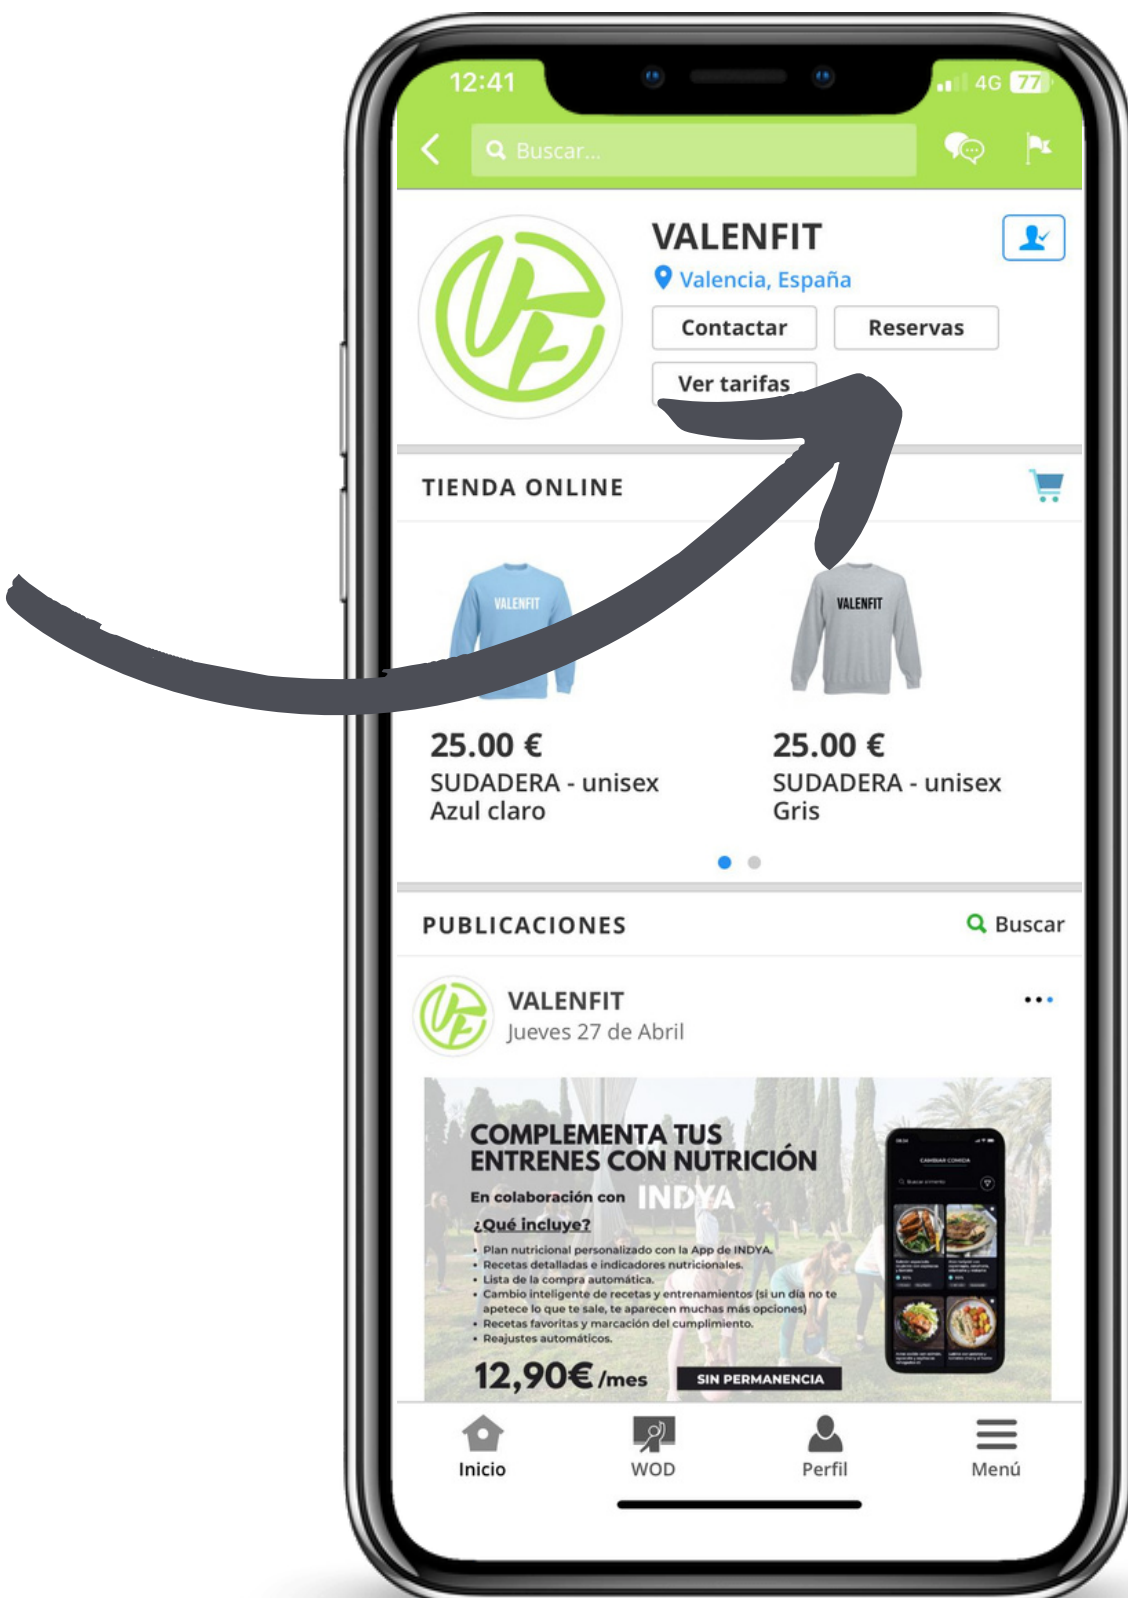 12:41
4G 77
Buscar...
VALENFIT
Valencia, España
Contactar
Reservas
Ver tarifas
TIENDA ONLINE
VALENFIT
VALENFIT
25.00 €
SUDADERA - unisex
Azul claro
25.00 €
SUDADERA - unisex
Gris
PUBLICACIONES
Buscar
VALENFIT
Jueves 27 de Abril
COMPLEMENTA TUS
ENTRENES CON NUTRICIÓN
En colaboración con INDYA
¿Qué incluye?
• Plan nutricional personalizado con la App de INDYA.
• Recetas detalladas e indicadores nutricionales.
• Lista de la compra automática.
• Cambio inteligente de recetas y entrenamientos (si un día no te
apetece lo que te sale, te aparecen muchas más opciones)
• Recetas favoritas y marcación del cumplimiento.
• Reajustes automáticos.
12,90€/mes
SIN PERMANENCIA
CAMBIAR COMIDA
Inicio
WOD
Perfil
Menú